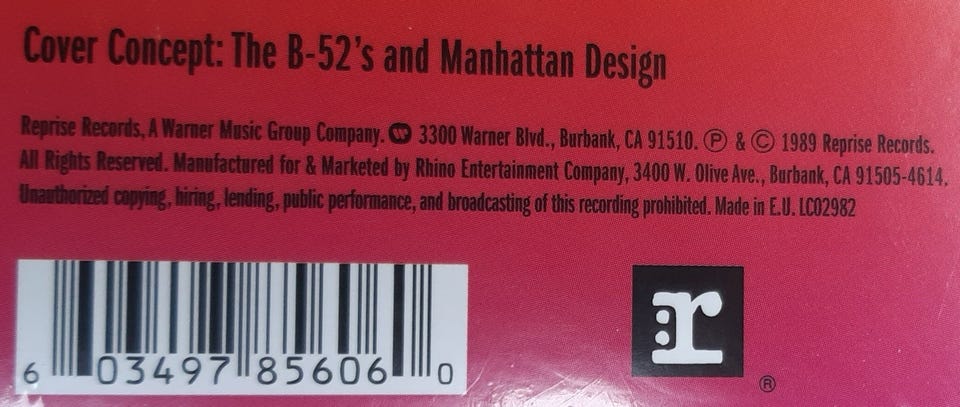 Cover Concept: The B-52's and Manhattan Design
Reprise Records, A Warner Music Group Company. 3300 Warner Blvd., Burbank, CA 91510. ℗ & © 1989 Reprise Records.
All Rights Reserved. Manufactured for & Marketed by Rhino Entertainment Company, 3400 W. Olive Ave., Burbank, CA 91505-4614.
Unauthorized copying, hiring, lending, public performance, and broadcasting of this recording prohibited. Made in E.U. LC02982
6 03497 85606 0
:r
®